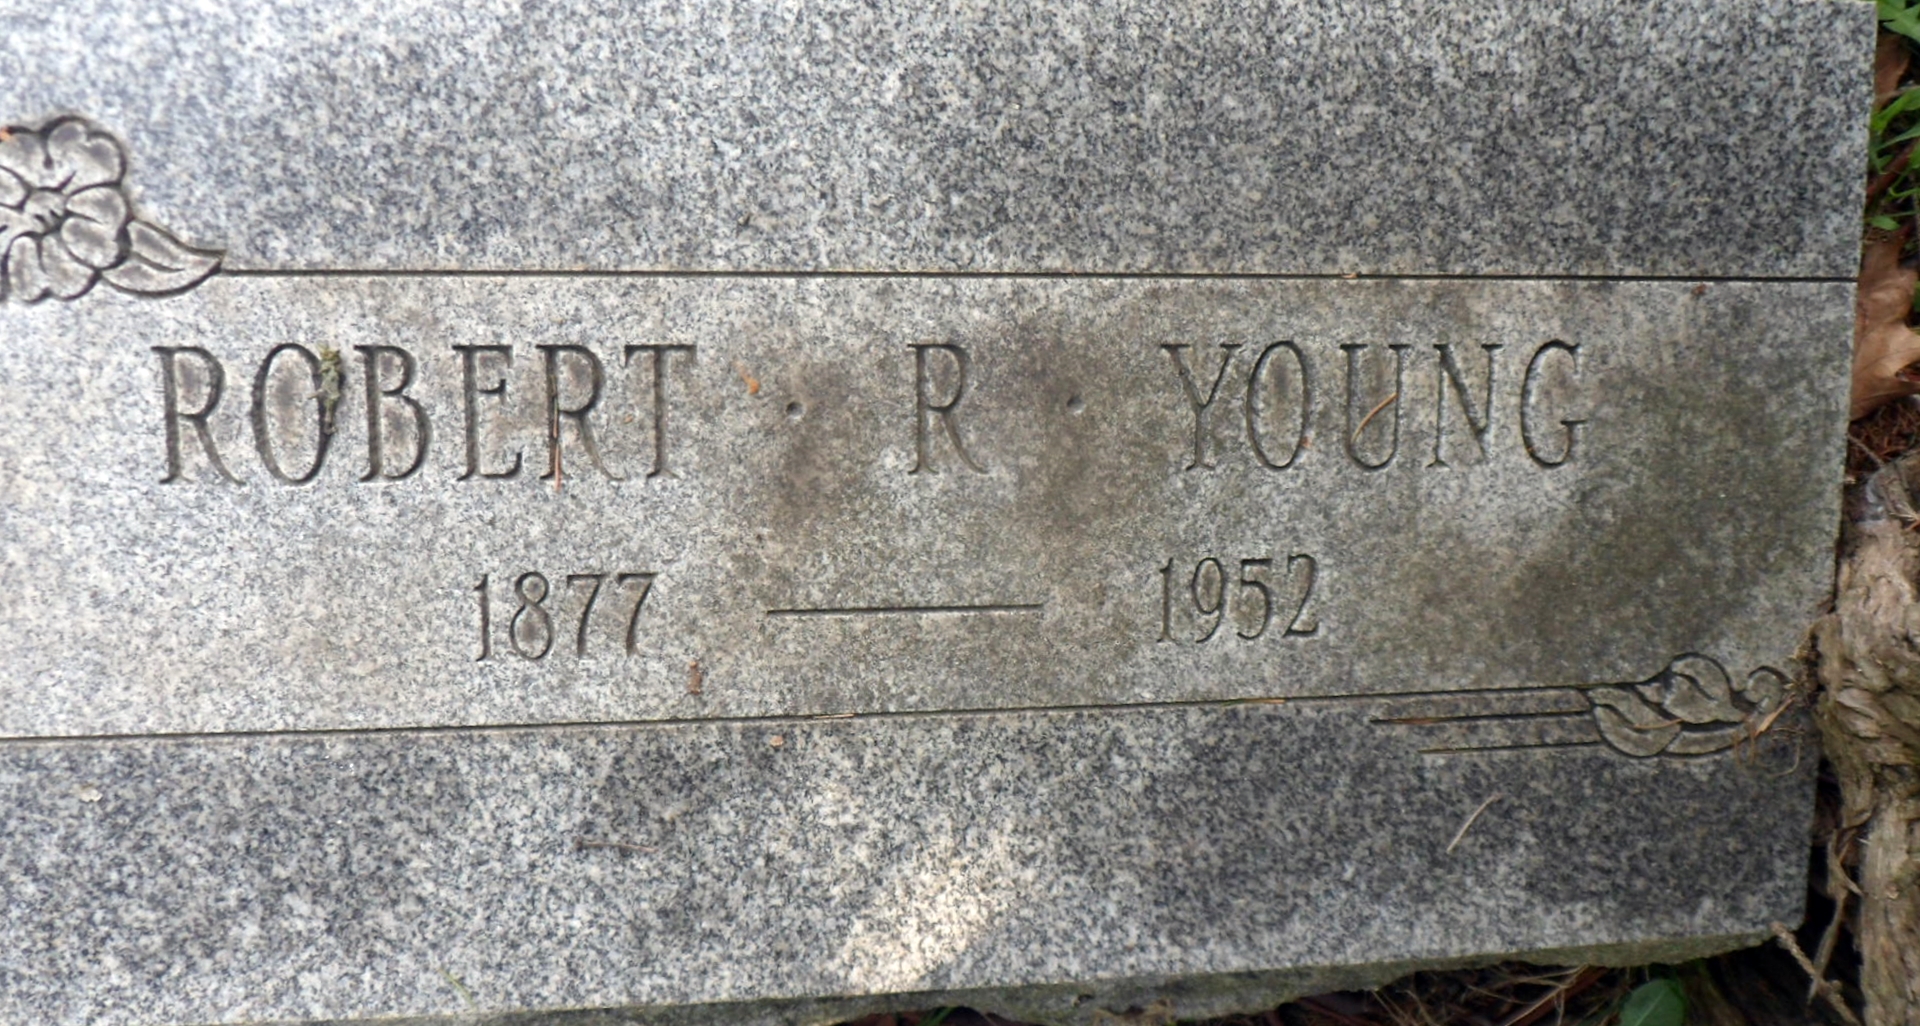 ROBERT · R · YOUNG
1877 — 1952